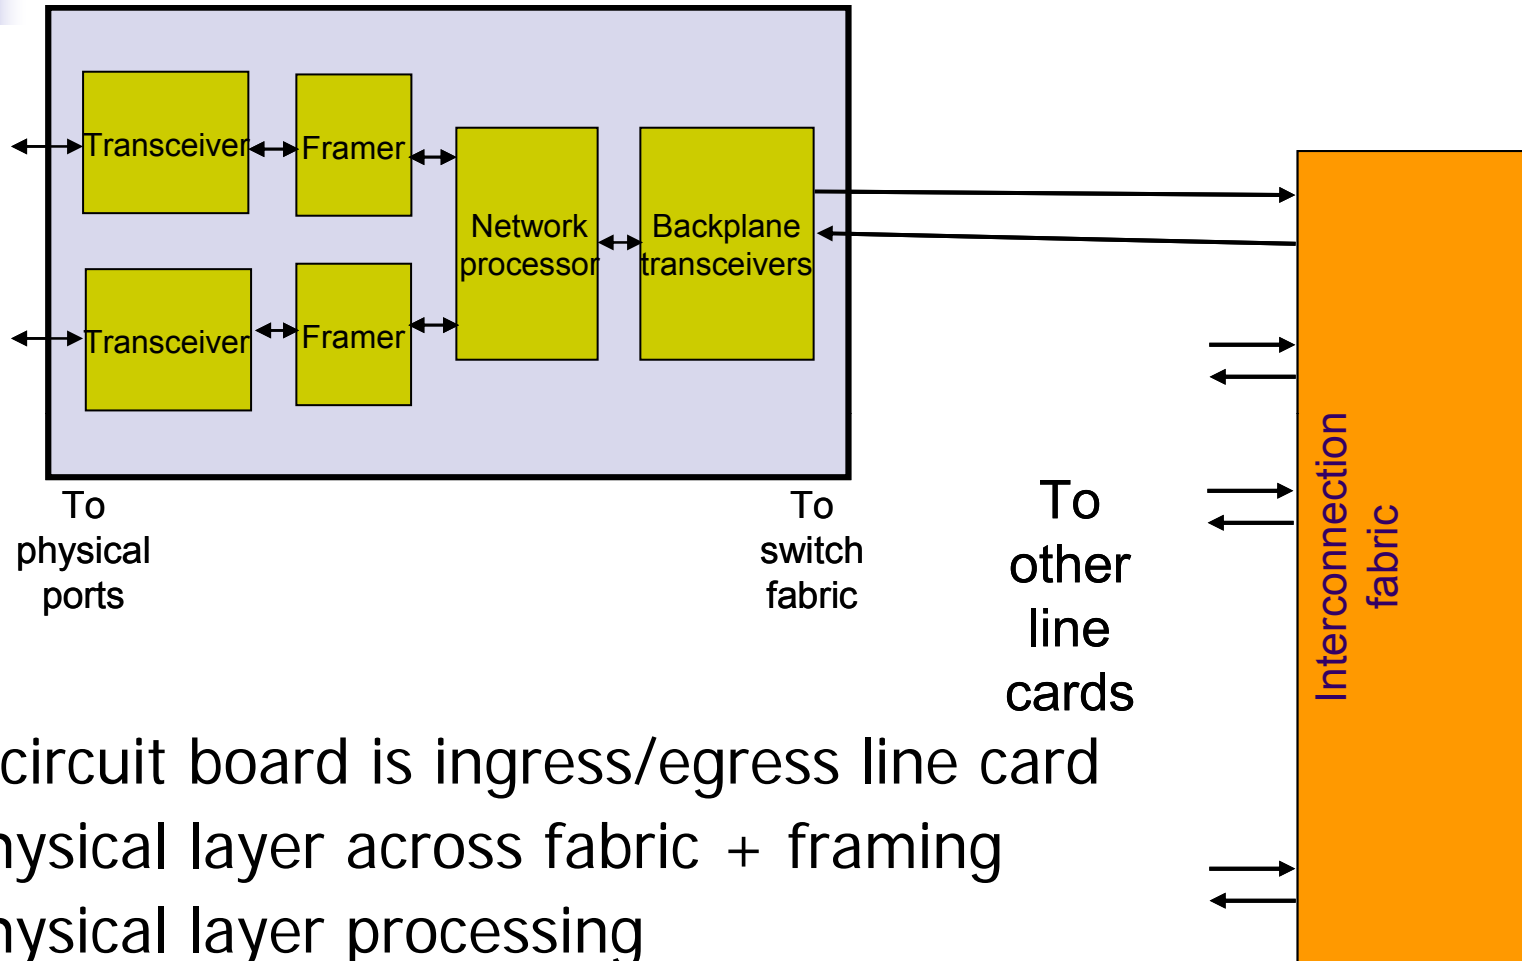 Transceiver
Framer
Network
processor
Backplane
transceivers
Transceiver
Framer
To
physical
ports
To
switch
fabric
To
other
line
cards
Interconnection
fabric
circuit board is ingress/egress line card
hysical layer across fabric + framing
hysical layer processing